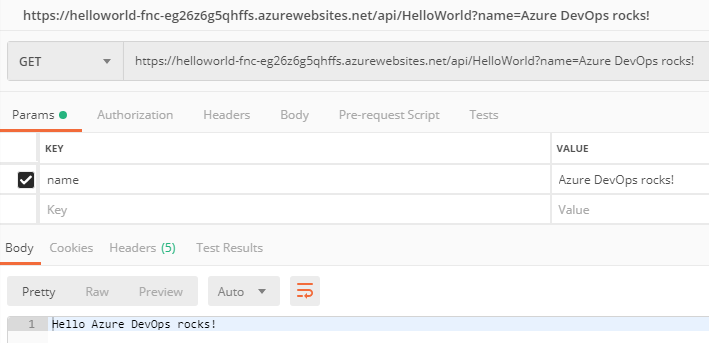 https://helloworld-fnc-eg26z6g5qhffs.azurewebsites.net/api/HelloWorld?name=Azure DevOps rocks!
GET https://helloworld-fnc-eg26z6g5qhffs.azurewebsites.net/api/HelloWorld?name=Azure DevOps rocks!
Params Authorization Headers Body Pre-request Script Tests
KEY VALUE
name Azure DevOps rocks!
Key Value
Body Cookies Headers (5) Test Results
Pretty Raw Preview Auto
1 Hello Azure DevOps rocks!